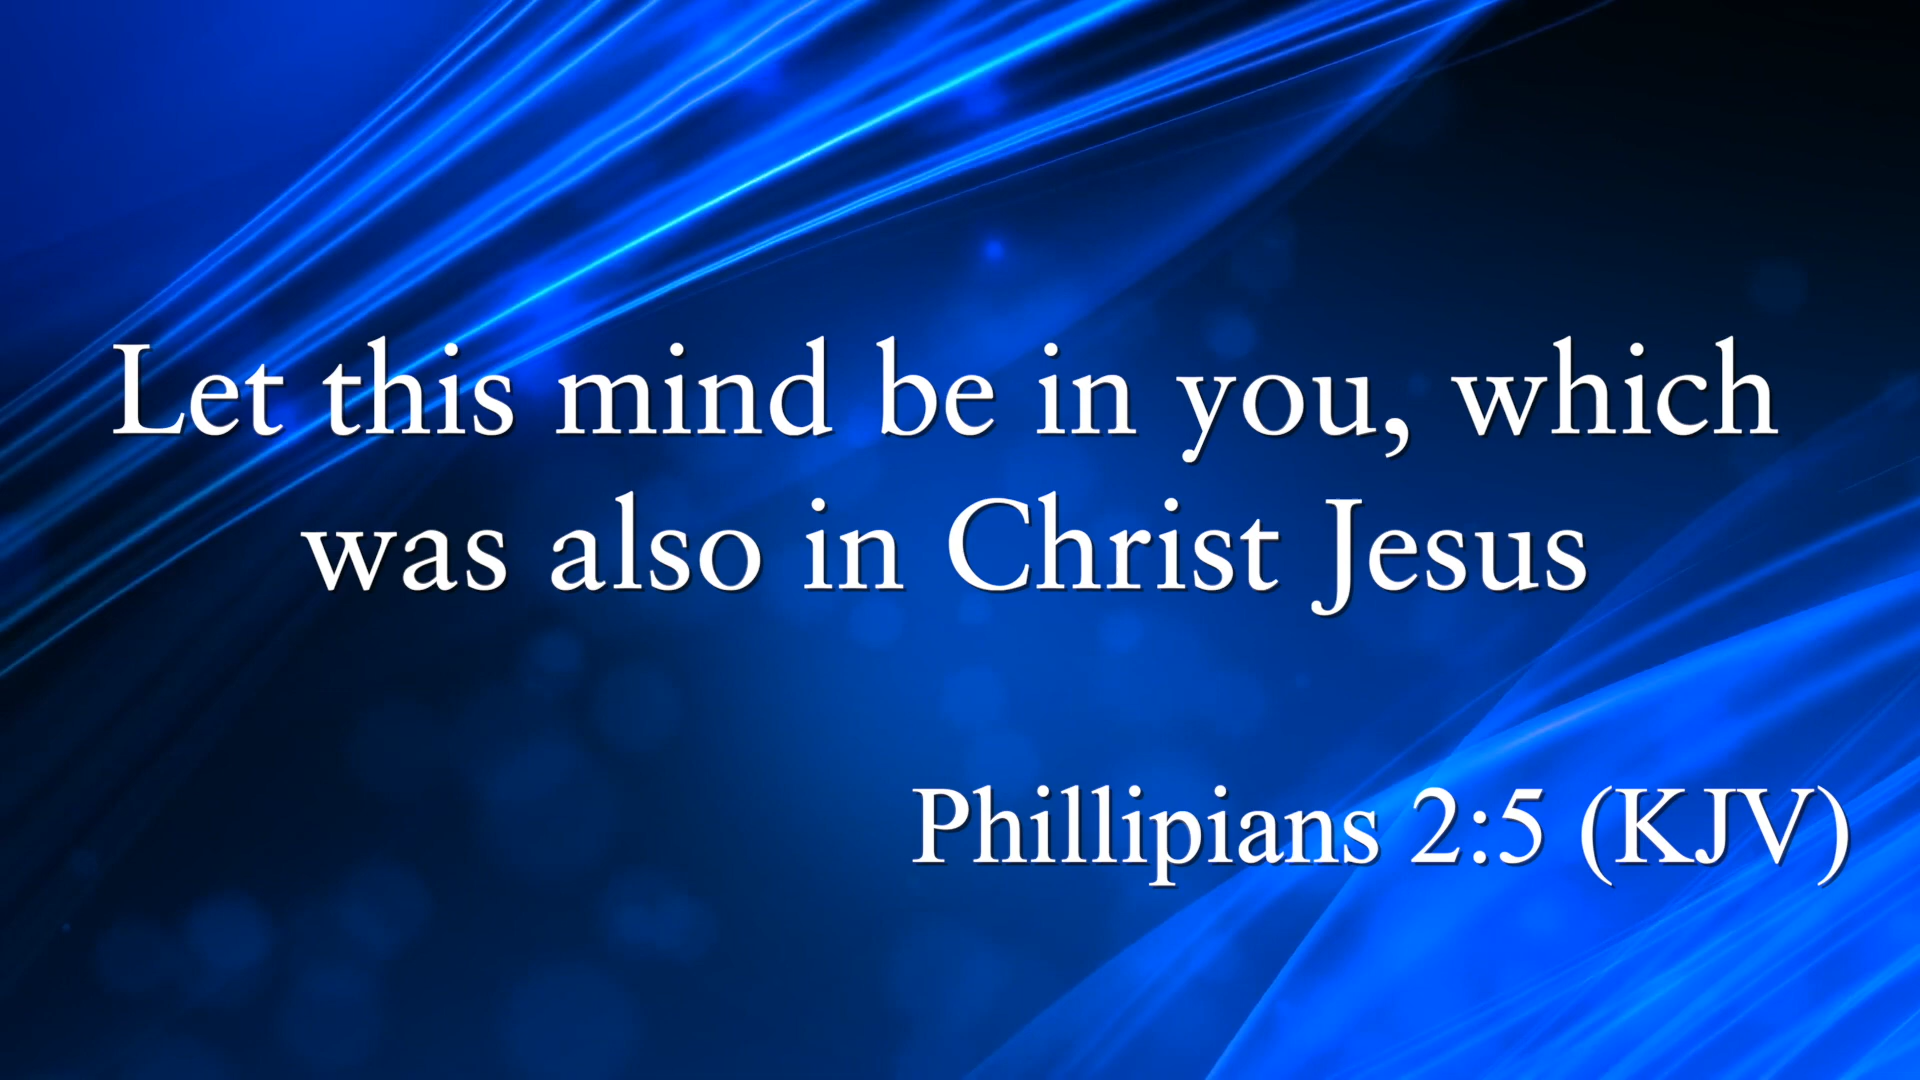 Let this mind be in you, which
was also in Christ Jesus
Phillipians 2:5 (KJV)